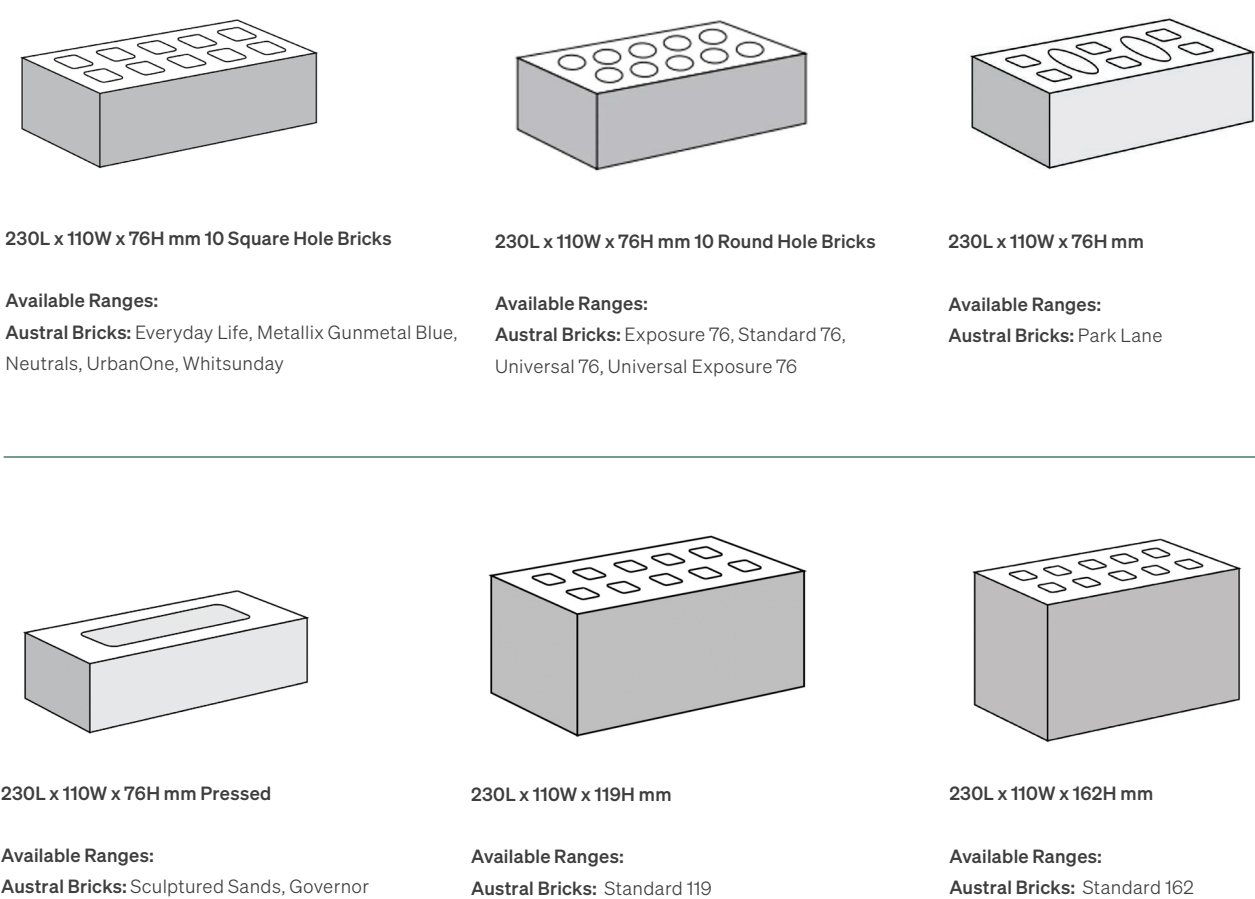 230L x 110W x 76H mm 10 Square Hole Bricks
Available Ranges:
Austral Bricks: Everyday Life, Metallix Gunmetal Blue,
Neutrals, UrbanOne, Whitsunday
230L x 110W x 76H mm 10 Round Hole Bricks
Available Ranges:
Austral Bricks: Exposure 76, Standard 76,
Universal 76, Universal Exposure 76
230L x 110W x 76H mm
Available Ranges:
Austral Bricks: Park Lane
230L x 110W x 76H mm Pressed
Available Ranges:
Austral Bricks: Sculptured Sands, Governor
230L x 110W x 119H mm
Available Ranges:
Austral Bricks: Standard 119
230L x 110W x 162H mm
Available Ranges:
Austral Bricks: Standard 162